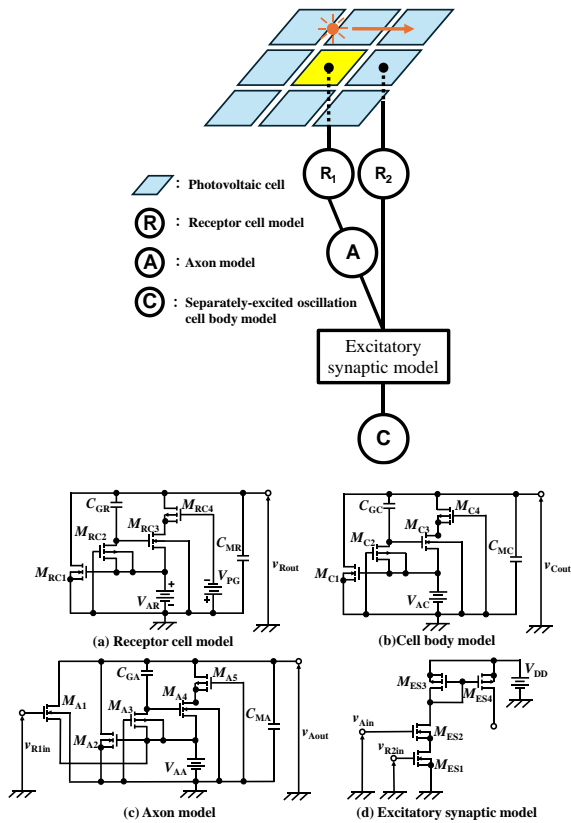 R1
R2
: Photovoltaic cell
R : Receptor cell model
A
A : Axon model
C : Separately-excited oscillation
cell body model
Excitatory
synaptic model
C
CGR
MRC4
MRC3
MRC2
MRC1
CMR
vRout
VAR
VPG
(a) Receptor cell model
CGC
MC4
MC3
MC2
MC1
CMC
vCout
VAC
(b)Cell body model
CGA
MA5
MA4
MA1
MA3
MA2
CMA
vAout
vR1in
VAA
(c) Axon model
VDD
MES3
MES4
vAin
MES2
vR2in
MES1
(d) Excitatory synaptic model